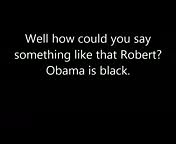 Well how could you say
something like that Robert?
Obama is black.